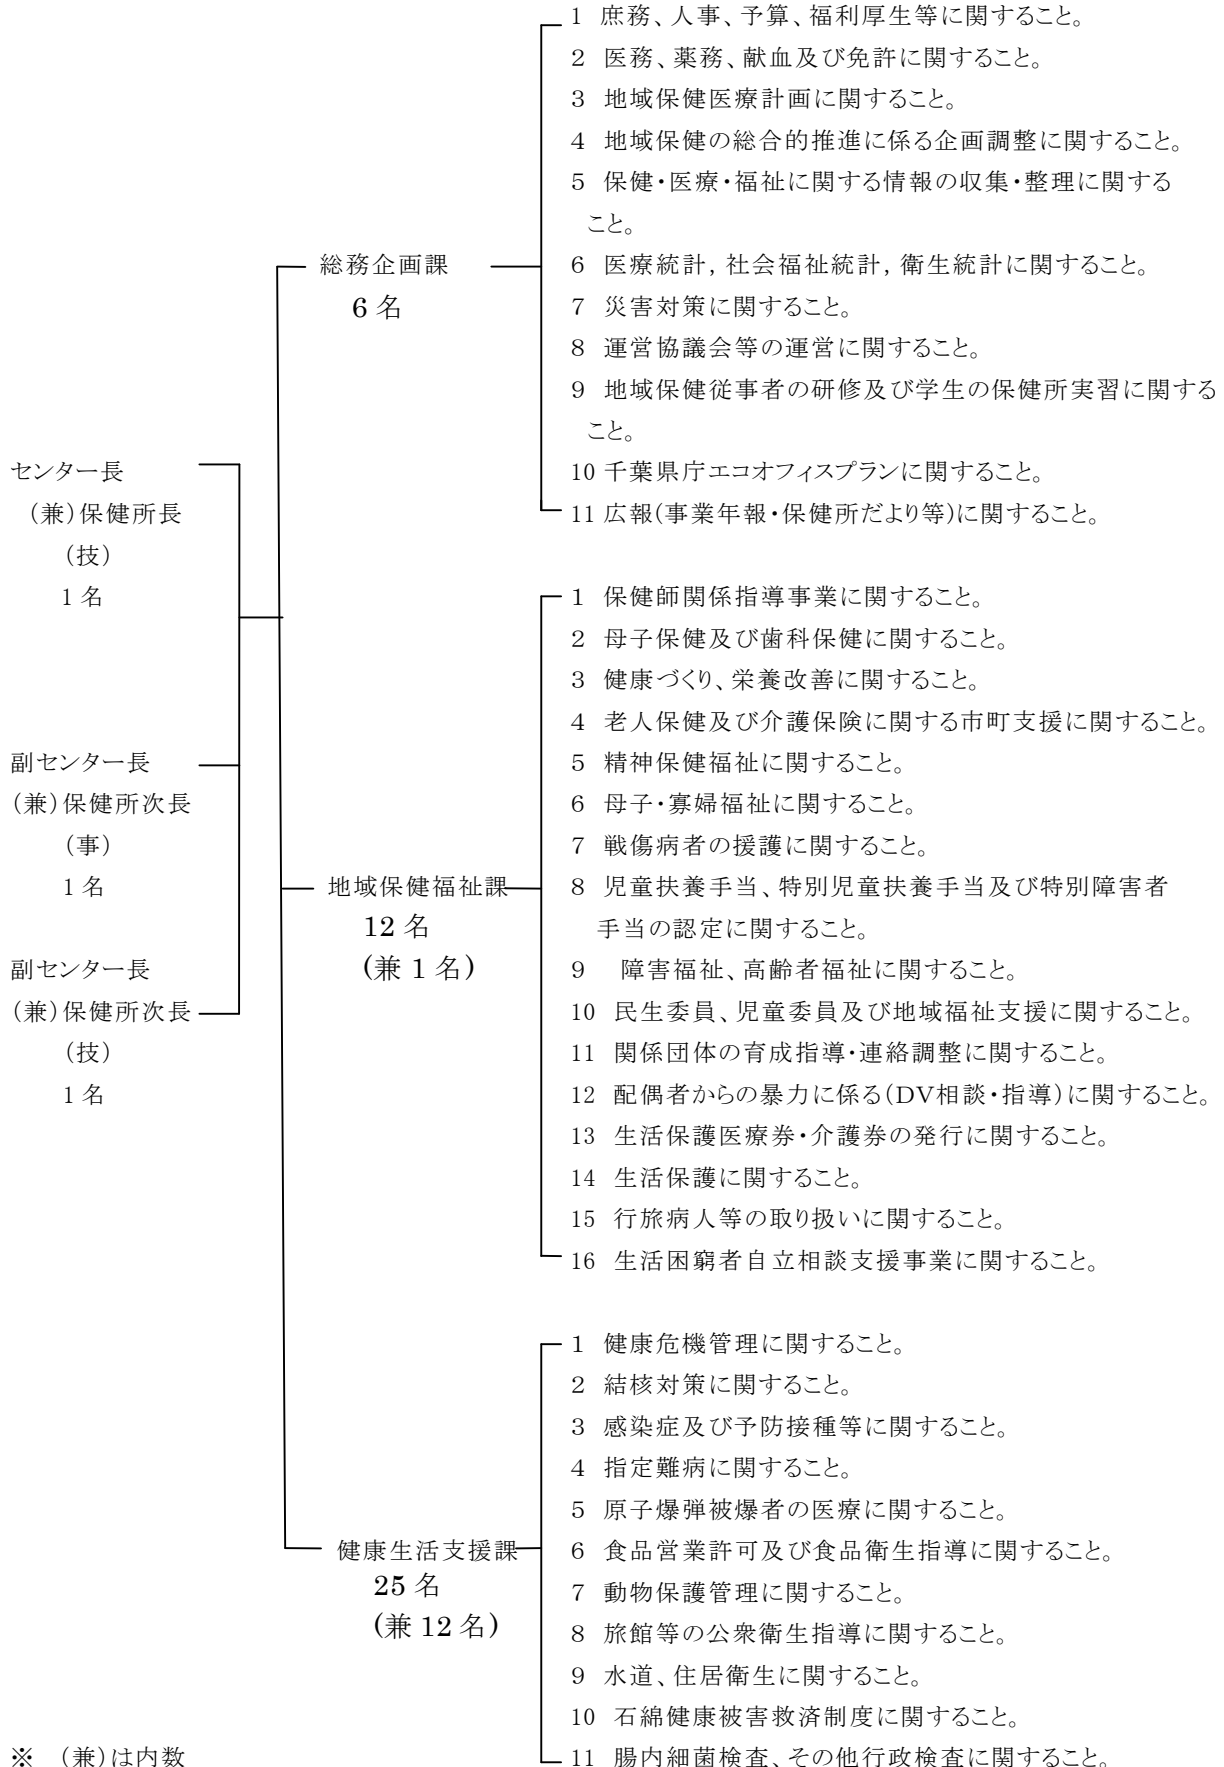 センター長
(兼)保健所長
(技)
1名
副センター長
(兼)保健所次長
(事)
1名
副センター長
(兼)保健所次長
(技)
1名
※ (兼)は内数
総務企画課
6名
1 庶務、人事、予算、福利厚生等に関すること。
2 医務、薬務、献血及び免許に関すること。
3 地域保健医療計画に関すること。
4 地域保健の総合的推進に係る企画調整に関すること。
5 保健・医療・福祉に関する情報の収集・整理に関する
こと。
6 医療統計,社会福祉統計,衛生統計に関すること。
7 災害対策に関すること。
8 運営協議会等の運営に関すること。
9 地域保健従事者の研修及び学生の保健所実習に関する
こと。
10 千葉県庁エコオフィスプランに関すること。
11 広報(事業年報・保健所だより等)に関すること。
地域保健福祉課
12名
(兼1名)
1 保健師関係指導事業に関すること。
2 母子保健及び歯科保健に関すること。
3 健康づくり、栄養改善に関すること。
4 老人保健及び介護保険に関する市町支援に関すること。
5 精神保健福祉に関すること。
6 母子・寡婦福祉に関すること。
7 戦傷病者の援護に関すること。
8 児童扶養手当、特別児童扶養手当及び特別障害者
手当の認定に関すること。
9 障害福祉、高齢者福祉に関すること。
10 民生委員、児童委員及び地域福祉支援に関すること。
11 関係団体の育成指導・連絡調整に関すること。
12 配偶者からの暴力に係る(DV相談・指導)に関すること。
13 生活保護医療券・介護券の発行に関すること。
14 生活保護に関すること。
15 行旅病人等の取り扱いに関すること。
16 生活困窮者自立相談支援事業に関すること。
健康生活支援課
25名
(兼12名)
1 健康危機管理に関すること。
2 結核対策に関すること。
3 感染症及び予防接種等に関すること。
4 指定難病に関すること。
5 原子爆弾被爆者の医療に関すること。
6 食品営業許可及び食品衛生指導に関すること。
7 動物保護管理に関すること。
8 旅館等の公衆衛生指導に関すること。
9 水道、住居衛生に関すること。
10 石綿健康被害救済制度に関すること。
11 腸内細菌検査、その他行政検査に関すること。